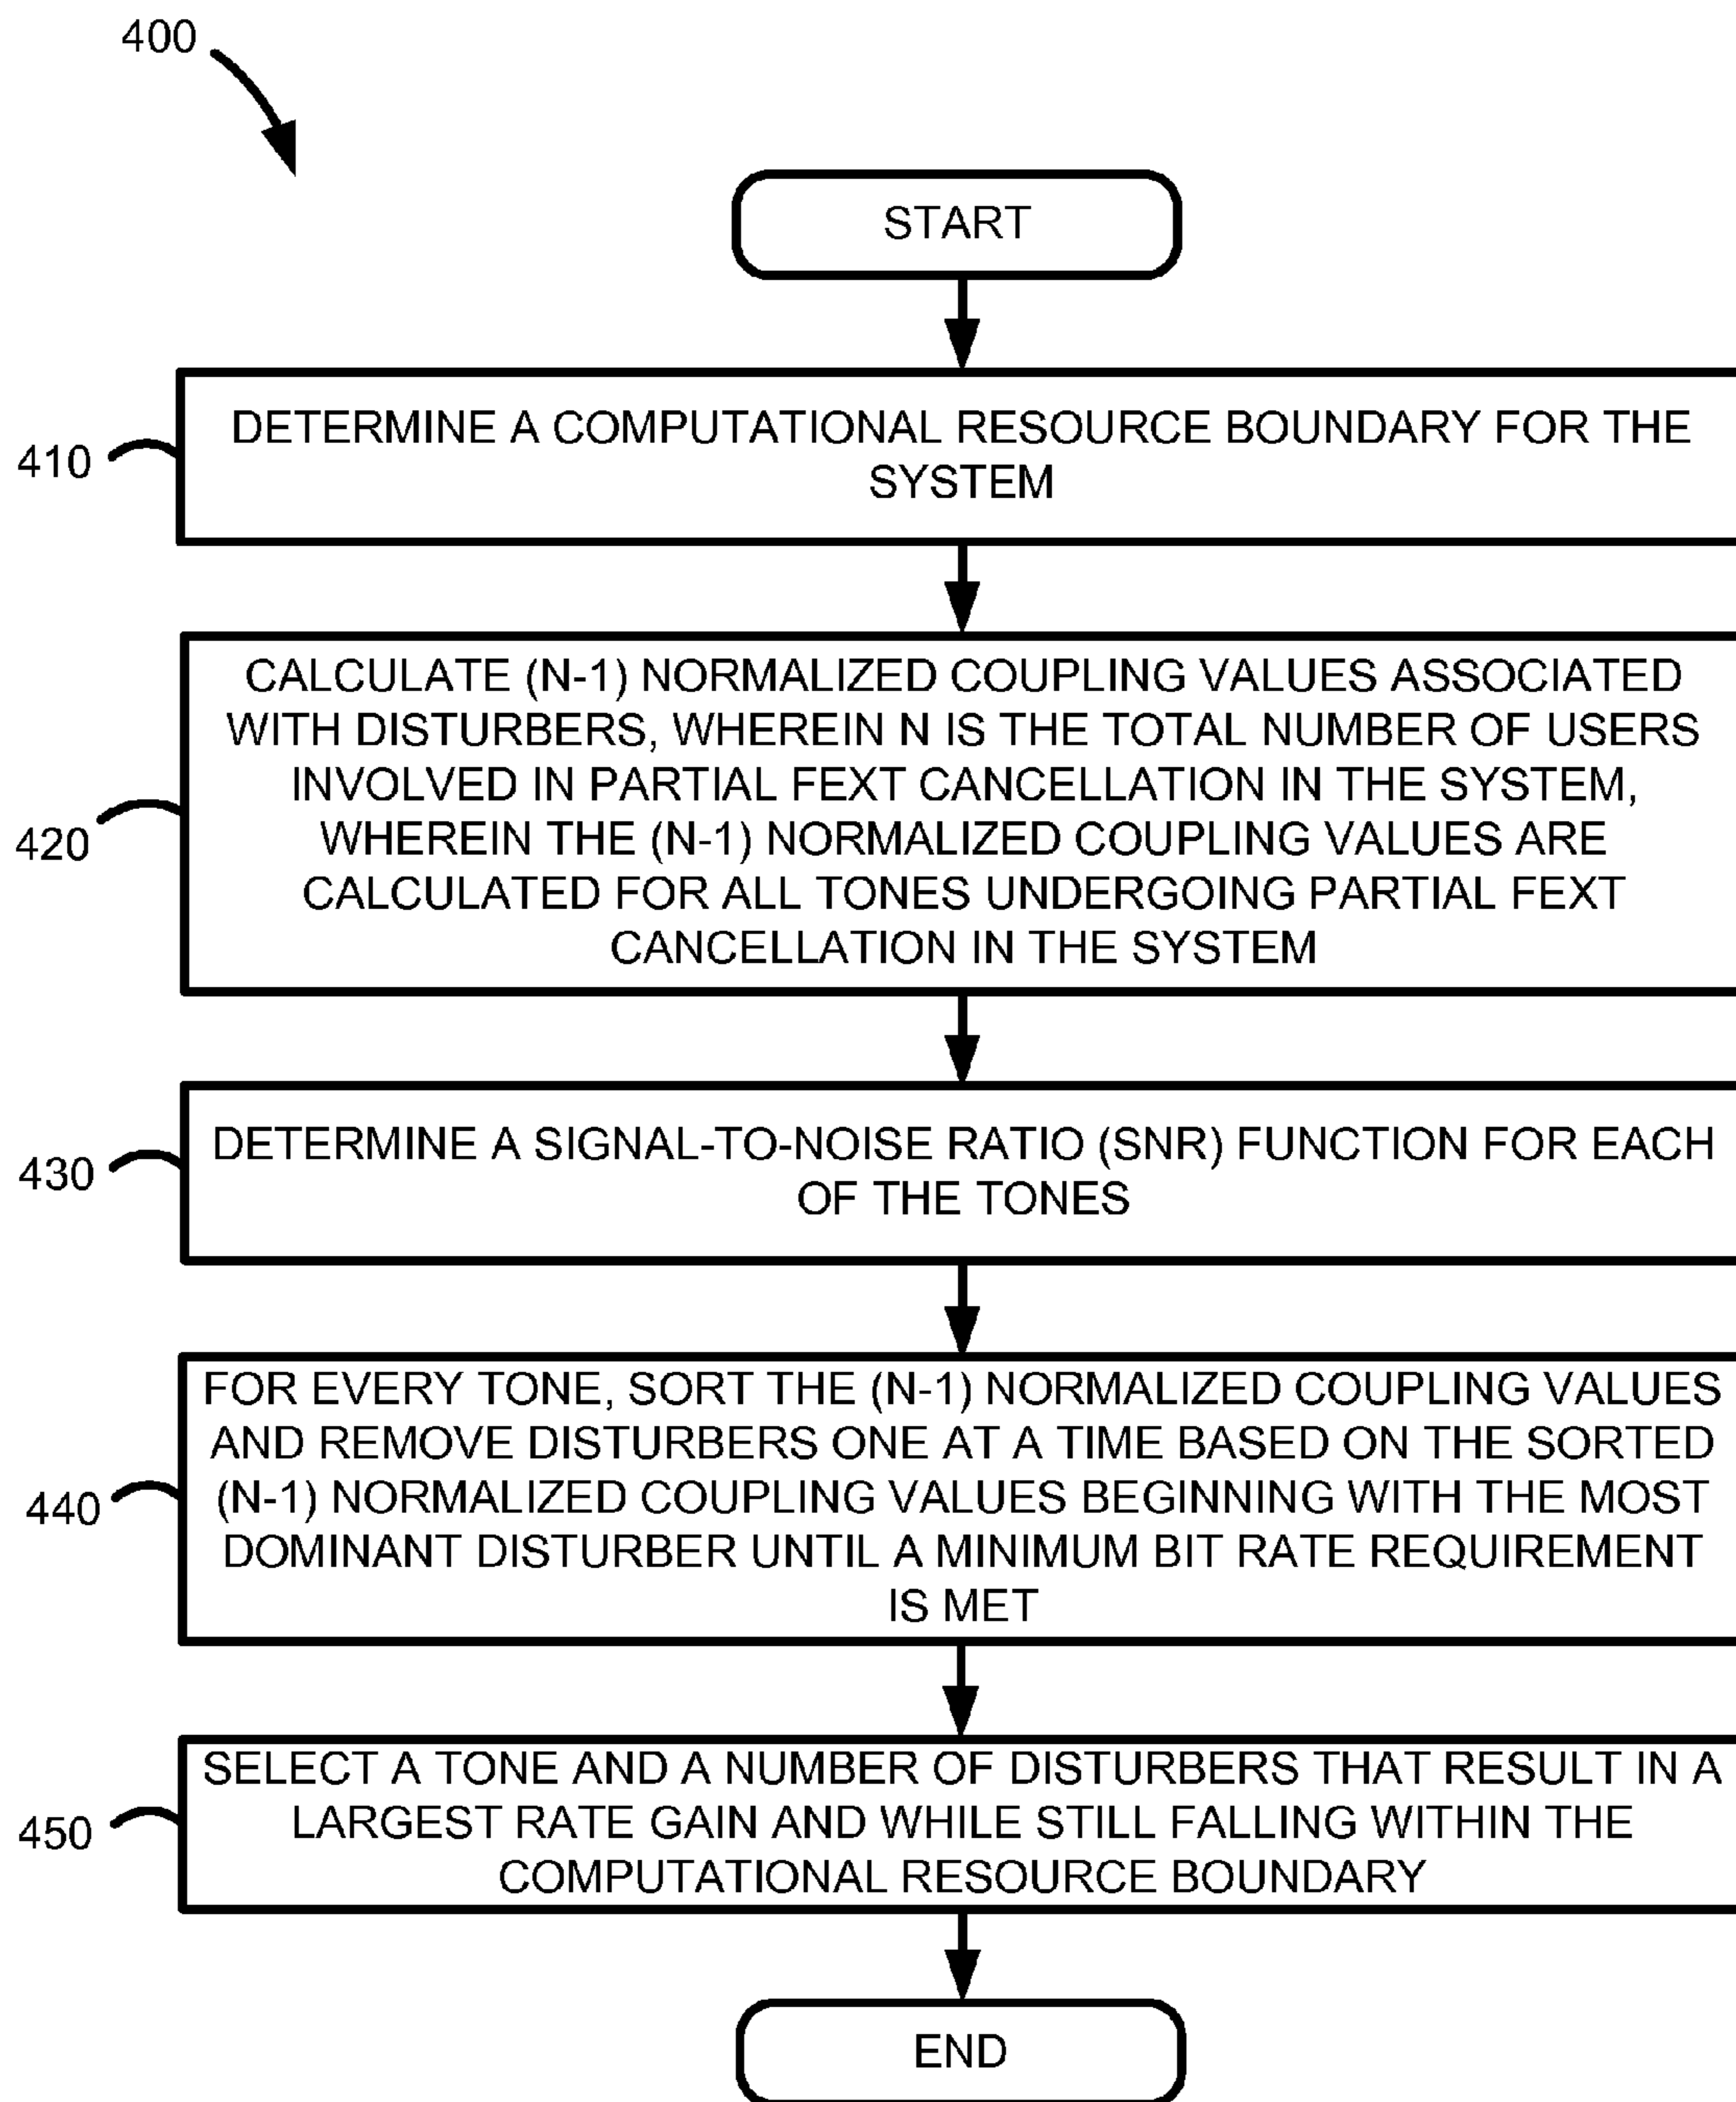 400
START
410
DETERMINE A COMPUTATIONAL RESOURCE BOUNDARY FOR THE
SYSTEM
420
CALCULATE (N-1) NORMALIZED COUPLING VALUES ASSOCIATED
WITH DISTURBERS, WHEREIN N IS THE TOTAL NUMBER OF USERS
INVOLVED IN PARTIAL FEXT CANCELLATION IN THE SYSTEM,
WHEREIN THE (N-1) NORMALIZED COUPLING VALUES ARE
CALCULATED FOR ALL TONES UNDERGOING PARTIAL FEXT
CANCELLATION IN THE SYSTEM
430
DETERMINE A SIGNAL-TO-NOISE RATIO (SNR) FUNCTION FOR EACH
OF THE TONES
440
FOR EVERY TONE, SORT THE (N-1) NORMALIZED COUPLING VALUES
AND REMOVE DISTURBERS ONE AT A TIME BASED ON THE SORTED
(N-1) NORMALIZED COUPLING VALUES BEGINNING WITH THE MOST
DOMINANT DISTURBER UNTIL A MINIMUM BIT RATE REQUIREMENT
IS MET
450
SELECT A TONE AND A NUMBER OF DISTURBERS THAT RESULT IN A
LARGEST RATE GAIN AND WHILE STILL FALLING WITHIN THE
COMPUTATIONAL RESOURCE BOUNDARY
END